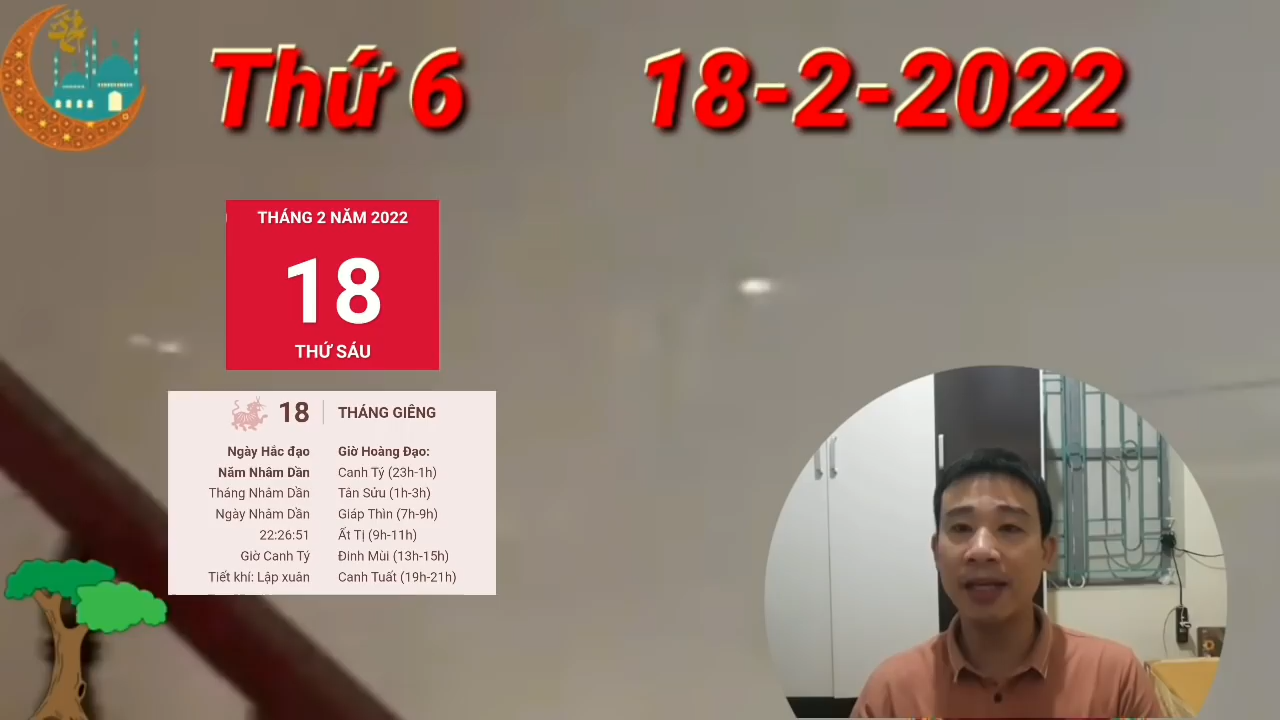 Thứ 6 18-2-2022
THÁNG 2 NĂM 2022
18
THỨ SÁU
18 THÁNG GIÊNG
Ngày Hắc đạo Giờ Hoàng Đạo:
Năm Nhâm Dần Canh Tý (23h-1h)
Tháng Nhâm Dần Tân Sửu (1h-3h)
Ngày Nhâm Dần Giáp Thìn (7h-9h)
22:26:51 Ất Tị (9h-11h)
Giờ Canh Tý Đinh Mùi (13h-15h)
Tiết khí: Lập xuân Canh Tuất (19h-21h)